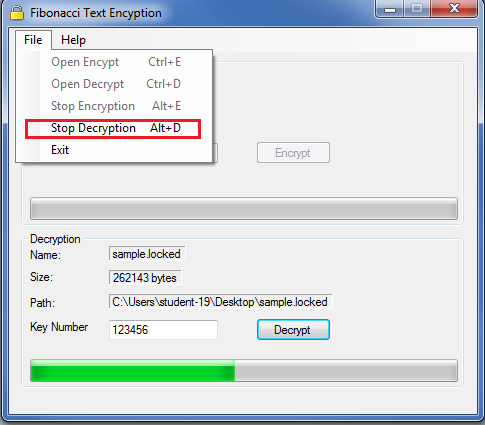 Fibonacci Text Encyption
File Help
Open Encypt Ctrl+E
Open Decrypt Ctrl+D
Stop Encryption Alt+E
Stop Decryption Alt+D
Exit
Encrypt
Decryption
Name: sample.locked
Size: 262143 bytes
Path: C:\Users\student-19\Desktop\sample.locked
Key Number 123456 Decrypt